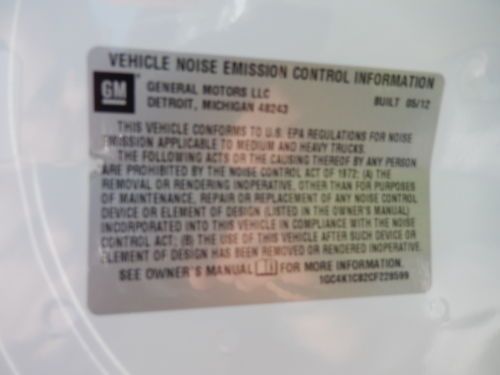 VEHICLE NOISE EMISSION CONTROL INFORMATION
GM
GENERAL MOTORS LLC
DETROIT, MICHIGAN 48243
BUILT 05/12
THIS VEHICLE CONFORMS TO U.S. EPA REGULATIONS FOR NOISE
EMISSION APPLICABLE TO MEDIUM AND HEAVY TRUCKS.
THE FOLLOWING ACTS OR THE CAUSING THEREOF BY ANY PERSON
ARE PROHIBITED BY THE NOISE CONTROL ACT OF 1972: (A) THE
REMOVAL OR RENDERING INOPERATIVE, OTHER THAN FOR PURPOSES
OF MAINTENANCE, REPAIR OR REPLACEMENT OF ANY NOISE CONTROL
DEVICE OR ELEMENT OF DESIGN (LISTED IN THE OWNER'S MANUAL)
INCORPORATED INTO THIS VEHICLE IN COMPLIANCE WITH THE NOISE
CONTROL ACT; (B) THE USE OF THIS VEHICLE AFTER SUCH DEVICE OR
ELEMENT OF DESIGN HAS BEEN REMOVED OR RENDERED INOPERATIVE.
SEE OWNER'S MANUAL FOR MORE INFORMATION.